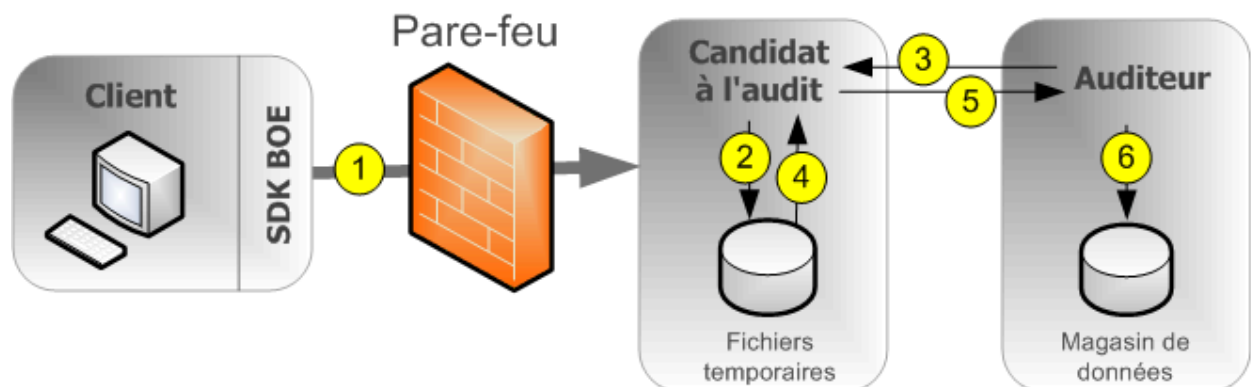 Pare-feu
Client
SDK BOE
1
Candidat
à l'audit
2
4
3
5
Auditeur
6
Fichiers
temporaires
Magasin de
données